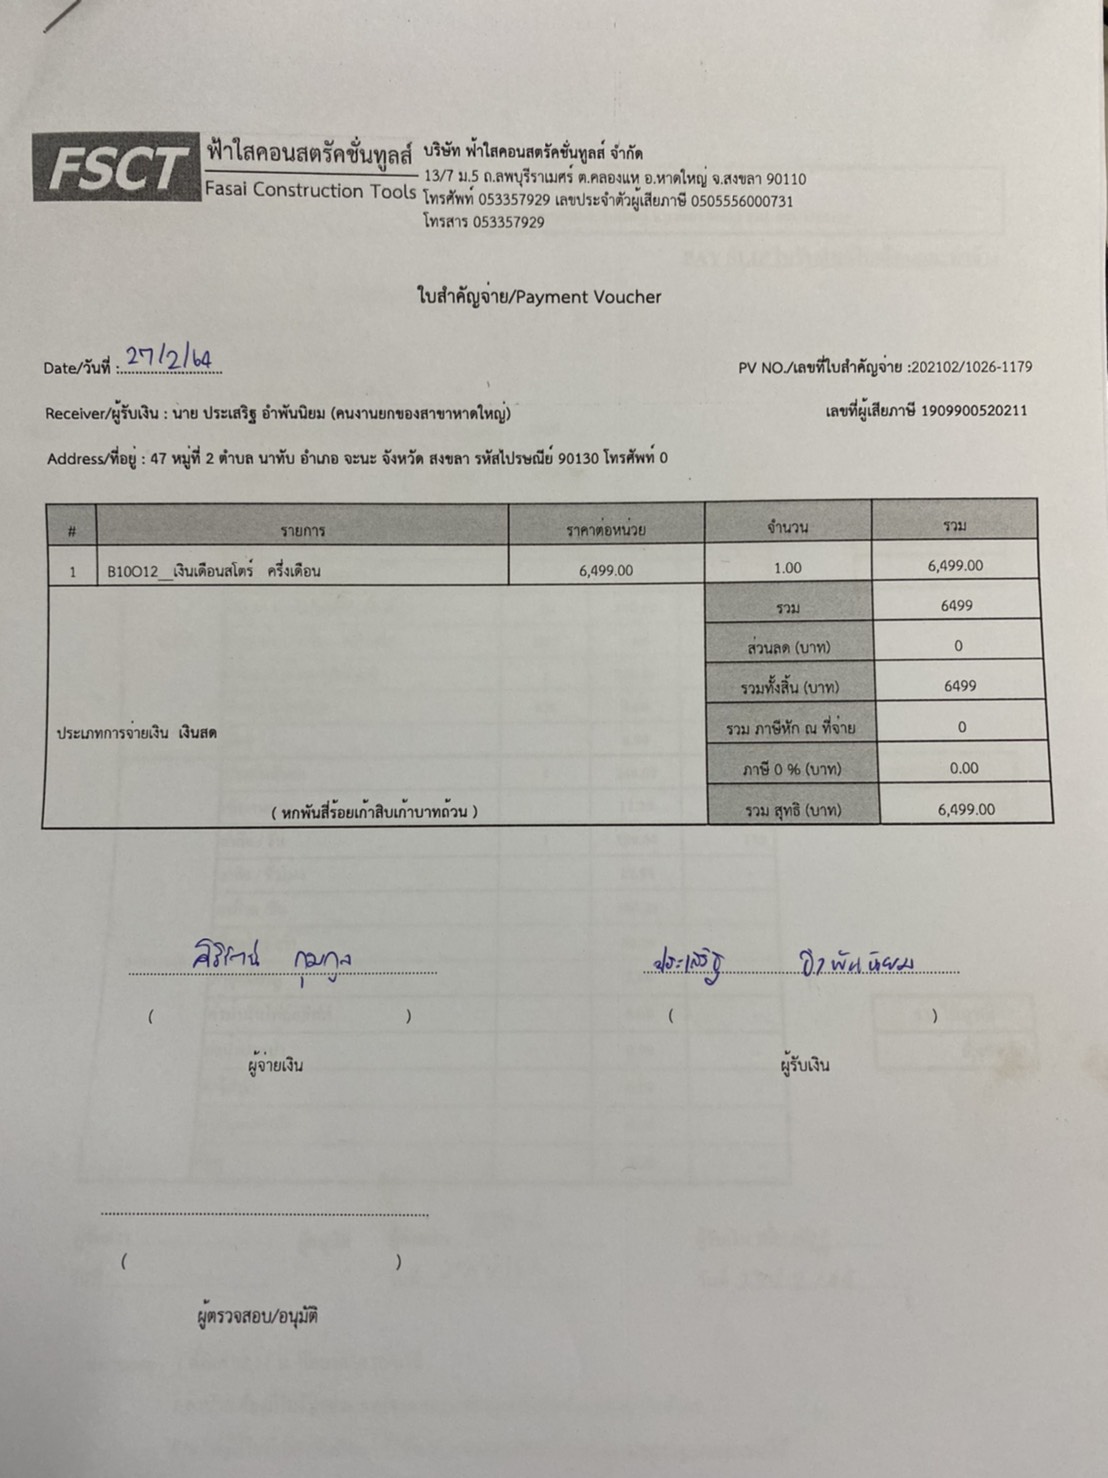 FSCT
ฟ้าใสคอนสตรัคชั่นทูลส์
Fasai Construction Tools
บริษัท ฟ้าใสคอนสตรัคชั่นทูลส์ จำกัด
13/7 ม.5 ถ.ลพบุรีราเมศร์ ต.คลองแห อ.หาดใหญ่ จ.สงขลา 90110
โทรศัพท์ 053357929 เลขประจำตัวผู้เสียภาษี 0505556000731
โทรสาร 053357929
ใบสำคัญจ่าย/Payment Voucher
Date/วันที่ : 27/2/64
PV NO./เลขที่ใบสำคัญจ่าย :202102/1026-1179
Receiver/ผู้รับเงิน : นาย ประเสริฐ อำพันนิยม (คนงานยกของสาขาหาดใหญ่)
เลขที่ผู้เสียภาษี 1909900520211
Address/ที่อยู่ : 47 หมู่ที่ 2 ตำบล นาทับ อำเภอ จะนะ จังหวัด สงขลา รหัสไปรษณีย์ 90130 โทรศัพท์ 0
# รายการ ราคาต่อหน่วย จำนวน รวม
1 B10O12__เงินเดือนสโตร์ ครึ่งเดือน 6,499.00 1.00 6,499.00
รวม 6499
ส่วนลด (บาท) 0
รวมทั้งสิ้น (บาท) 6499
ประเภทการจ่ายเงิน เงินสด
รวม ภาษีหัก ณ ที่จ่าย 0
ภาษี 0 % (บาท) 0.00
( หกพันสี่ร้อยเก้าสิบเก้าบาทถ้วน )
รวม สุทธิ (บาท) 6,499.00
ประเสริฐ อำพันนิยม
( ) ( )
ผู้จ่ายเงิน ผู้รับเงิน
( )
ผู้ตรวจสอบ/อนุมัติ